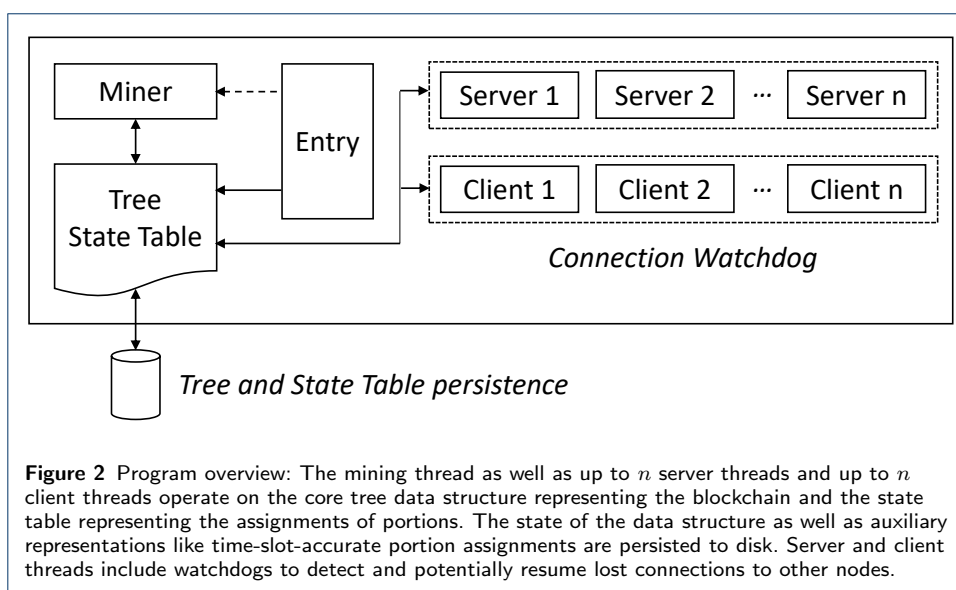 Miner
Entry
Tree
State Table
Server 1 Server 2 ... Server n
Client 1 Client 2 ... Client n
Connection Watchdog
Tree and State Table persistence
Figure 2 Program overview: The mining thread as well as up to n server threads and up to n
client threads operate on the core tree data structure representing the blockchain and the state
table representing the assignments of portions. The state of the data structure as well as auxiliary
representations like time-slot-accurate portion assignments are persisted to disk. Server and client
threads include watchdogs to detect and potentially resume lost connections to other nodes.